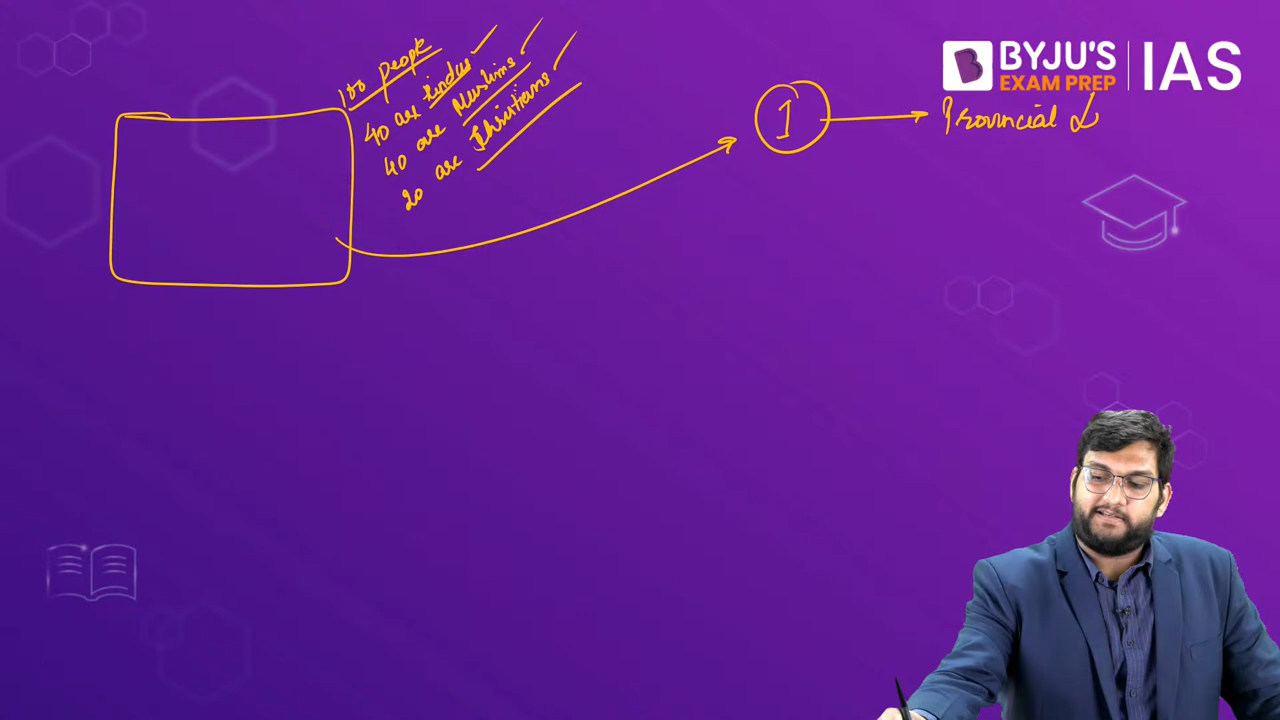 100 people
40 are Hindus
40 are Muslims
20 are Christians
1
Provincial L
BYJU'S
EXAM PREP
IAS